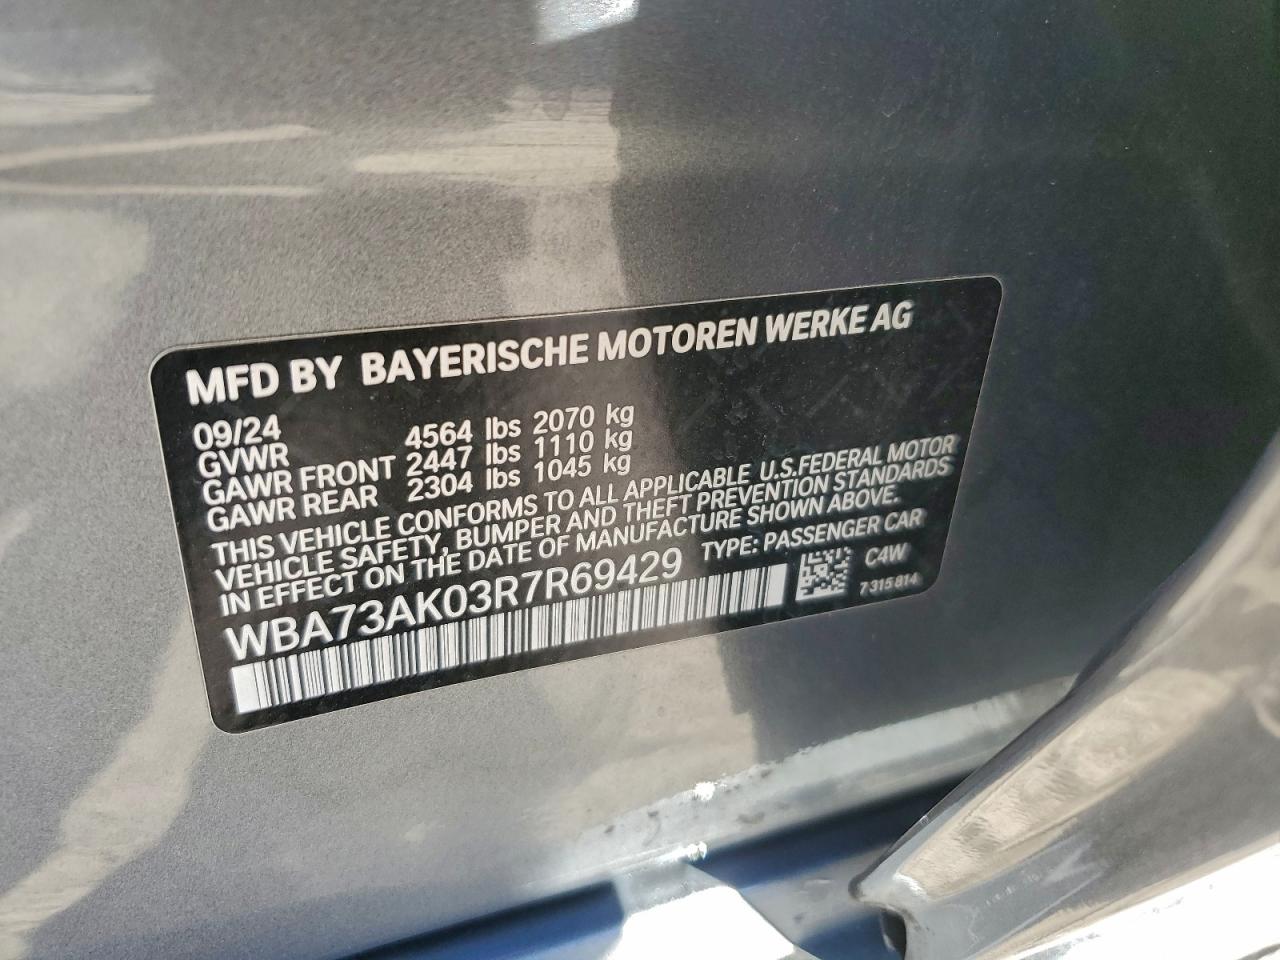 MFD BY BAYERISCHE MOTOREN WERKE AG
09/24
GVWR 4564 lbs 2070 kg
GAWR FRONT 2447 lbs 1110 kg
GAWR REAR 2304 lbs 1045 kg
THIS VEHICLE CONFORMS TO ALL APPLICABLE U.S.FEDERAL MOTOR
VEHICLE SAFETY, BUMPER AND THEFT PREVENTION STANDARDS
IN EFFECT ON THE DATE OF MANUFACTURE SHOWN ABOVE.
WBA73AK03R7R69429 TYPE: PASSENGER CAR
C4W
7 315 814